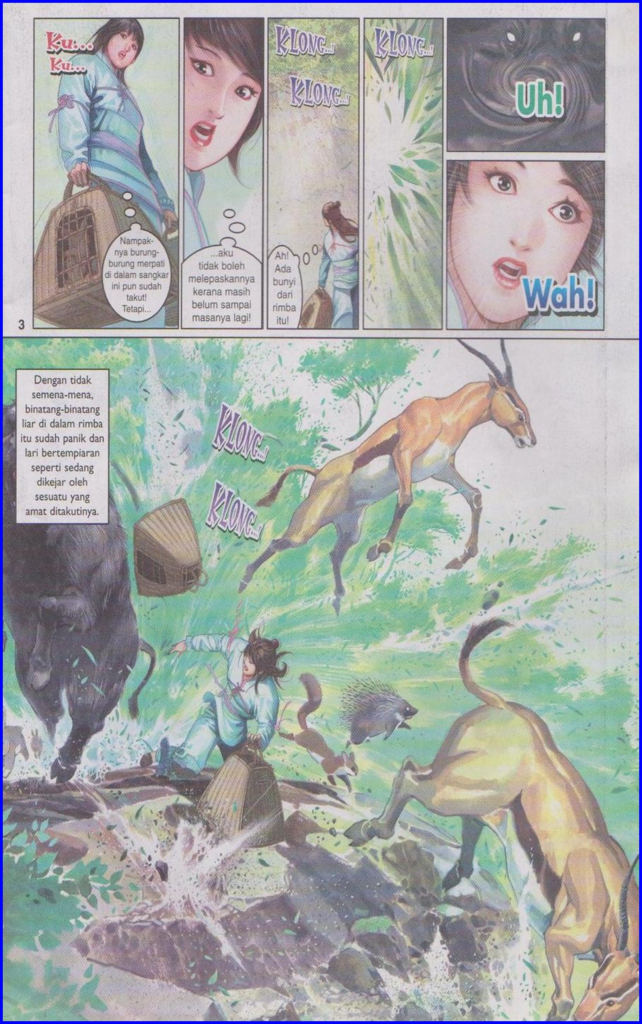 Ku...
Ku...
Nampak-
nya burung-
burung merpati
di dalam sangkar
ini pun sudah
takut!
Tetapi...
...aku
tidak boleh
melepaskannya
kerana masih
belum sampai
masanya lagi!
KLONG...!
KLONG...!
Ah!
Ada
bunyi
dari
rimba
itu!
KLONG...!
Uh!
Wah!
3
Dengan tidak
semena-mena,
binatang-binatang
liar di dalam rimba
itu sudah panik dan
lari bertempiaran
seperti sedang
dikejar oleh
sesuatu yang
amat ditakutinya.
KLONG...!
KLONG...!